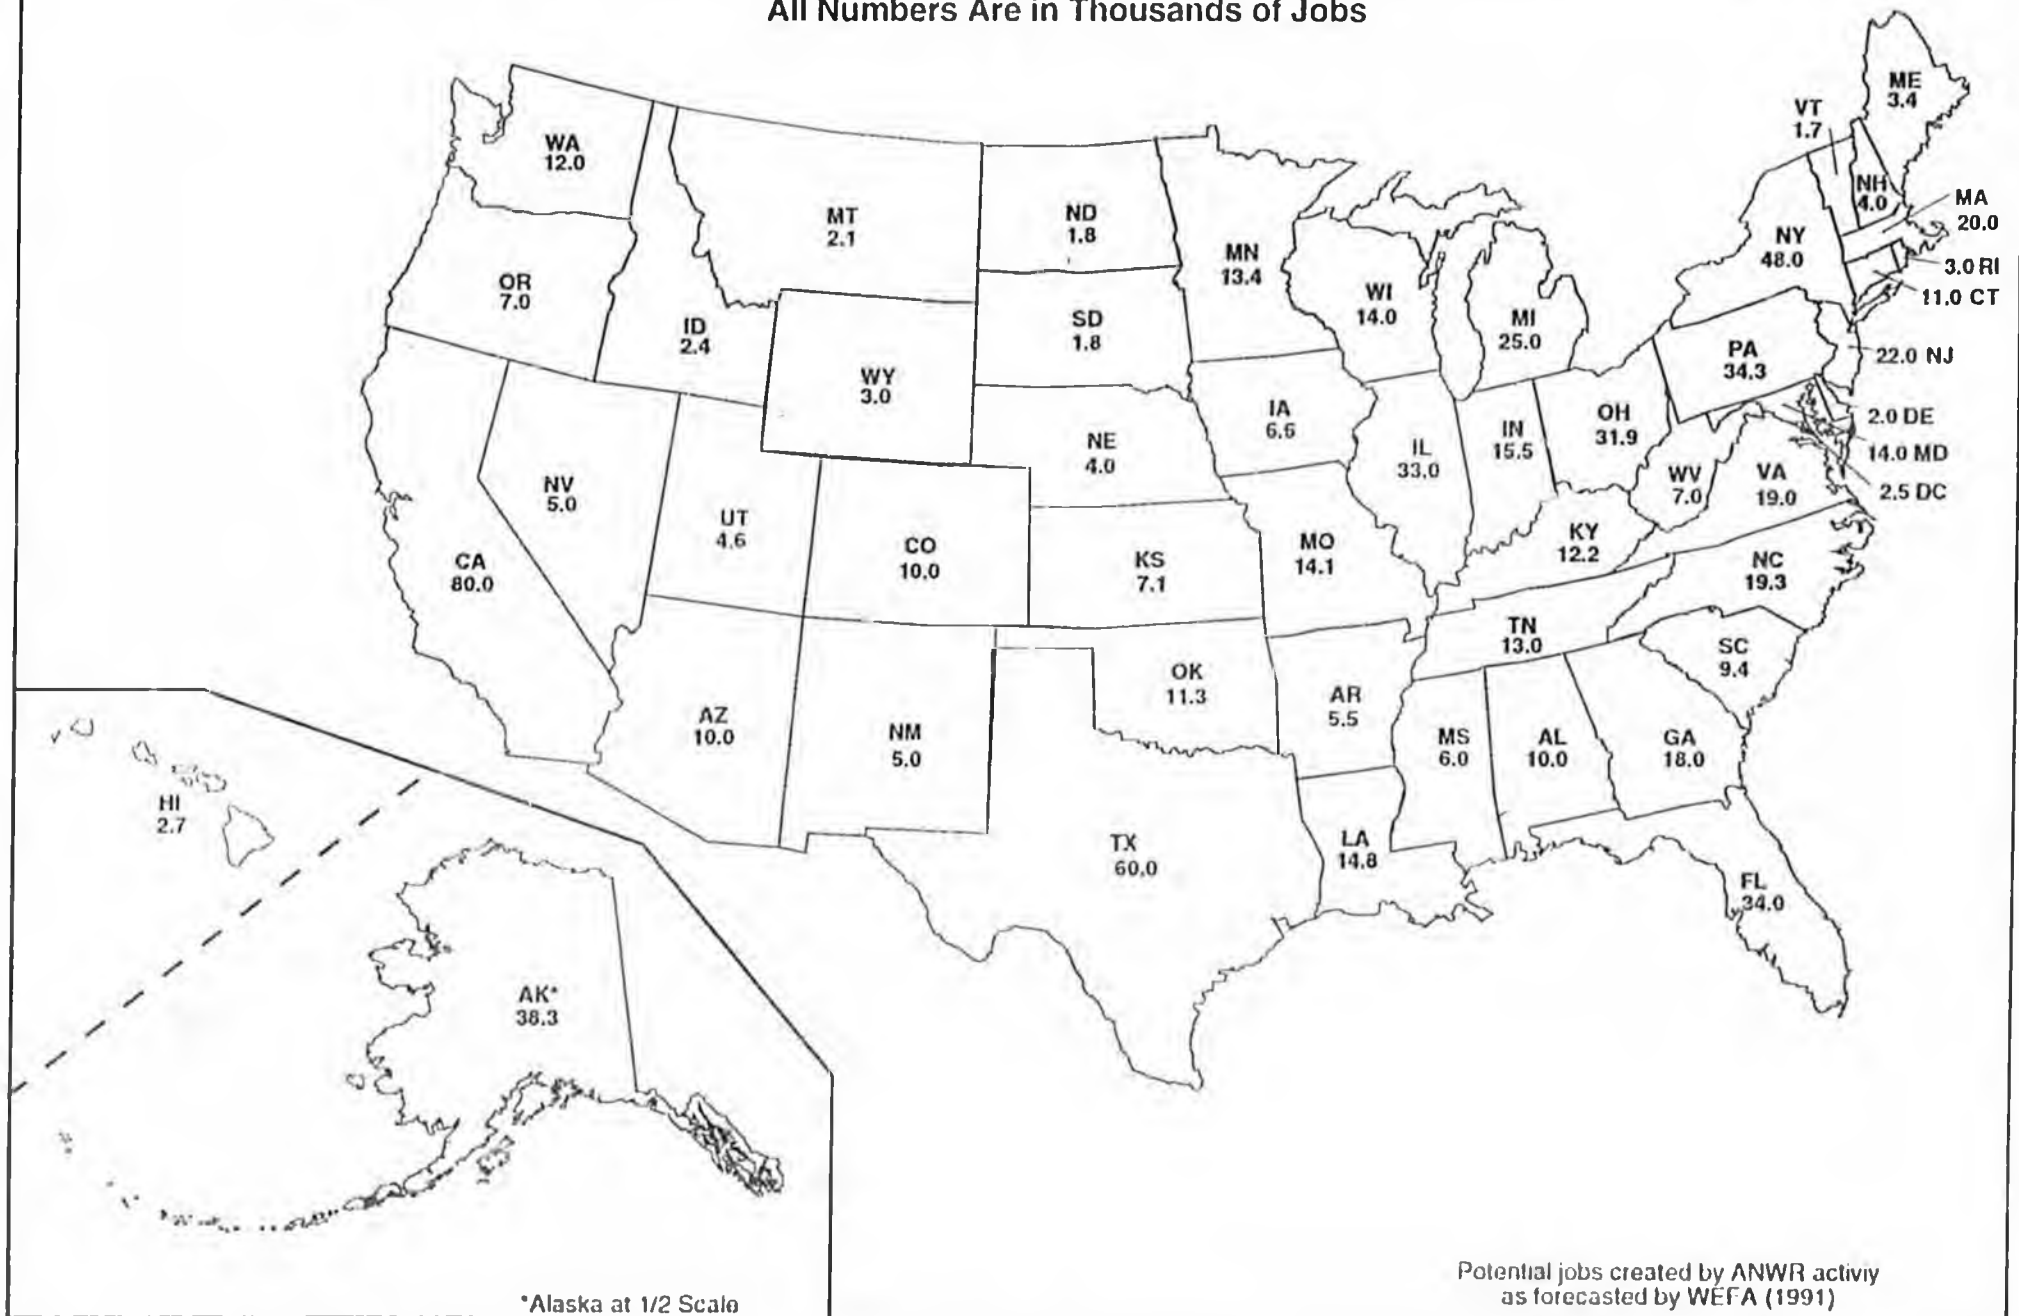 All Numbers Are in Thousands of Jobs
ME
3.4
VT
1.7
WA
12.0
MT
2.1
ND
1.8
NH
4.0
MA
20.0
MN
13.4
NY
48.0
3.0 RI
OR
7.0
11.0 CT
WI
14.0
ID
2.4
SD
1.8
MI
25.0
PA
34.3
22.0 NJ
WY
3.0
IA
6.6
OH
31.9
2.0 DE
NE
4.0
IL
33.0
IN
15.5
14.0 MD
WV
7.0
VA
19.0
2.5 DC
NV
5.0
UT
4.6
CO
10.0
KS
7.1
MO
14.1
KY
12.2
CA
80.0
NC
19.3
TN
13.0
SC
9.4
OK
11.3
AR
5.5
AZ
10.0
NM
5.0
MS
6.0
AL
10.0
GA
18.0
HI
2.7
TX
60.0
LA
14.8
FL
34.0
AK*
38.3
Potential jobs created by ANWR activiy
as forecasted by WEFA (1991)
*Alaska at 1/2 Scale